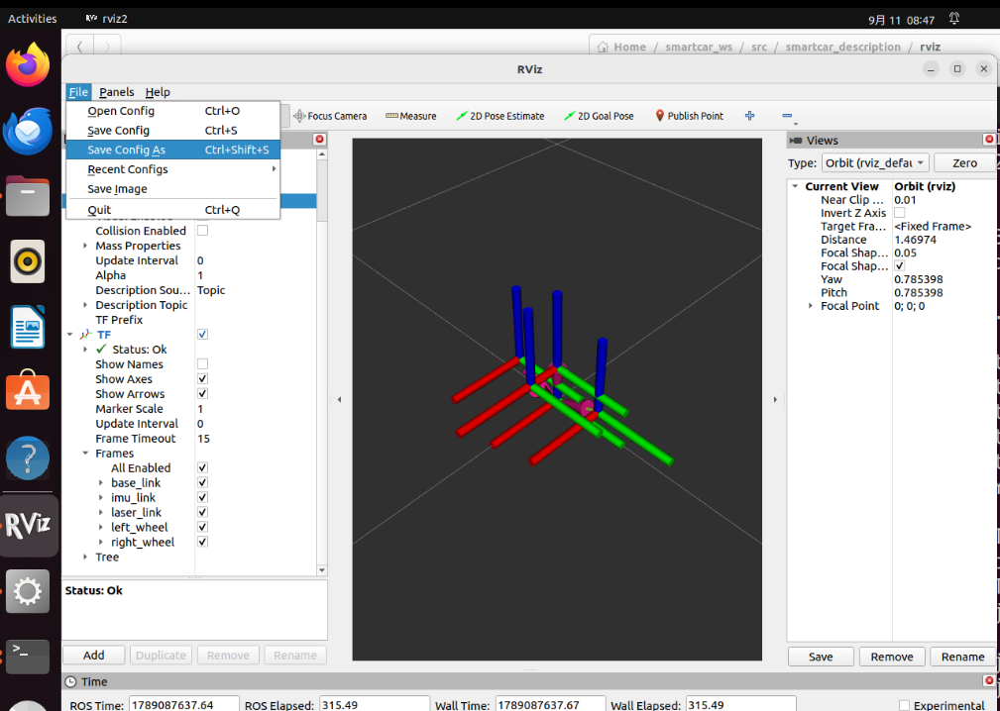 Activities rviz2 9月 11 08:47
Home / smartcar_ws / src / smartcar_description / rviz
RViz
File Panels Help
Open Config Ctrl+O
Save Config Ctrl+S
Save Config As Ctrl+Shift+S
Recent Configs
Save Image
Quit Ctrl+Q
Focus Camera Measure 2D Pose Estimate 2D Goal Pose Publish Point
Collision Enabled
Mass Properties
Update Interval 0
Alpha 1
Description Sou... Topic
Description Topic
TF Prefix
TF
Status: Ok
Show Names
Show Axes
Show Arrows
Marker Scale 1
Update Interval 0
Frame Timeout 15
Frames
All Enabled
base_link
imu_link
laser_link
left_wheel
right_wheel
Tree
Status: Ok
Add Duplicate Remove Rename
Views
Type: Orbit (rviz_defau Zero
Current View Orbit (rviz)
Near Clip ... 0.01
Invert Z Axis
Target Fra... <Fixed Frame>
Distance 1.46974
Focal Shap... 0.05
Focal Shap...
Yaw 0.785398
Pitch 0.785398
Focal Point 0; 0; 0
Save Remove Rename
Time
ROS Time: 1789087637.64 ROS Elapsed: 315.49 Wall Time: 1789087637.67 Wall Elapsed: 315.49 Experimental
RViz